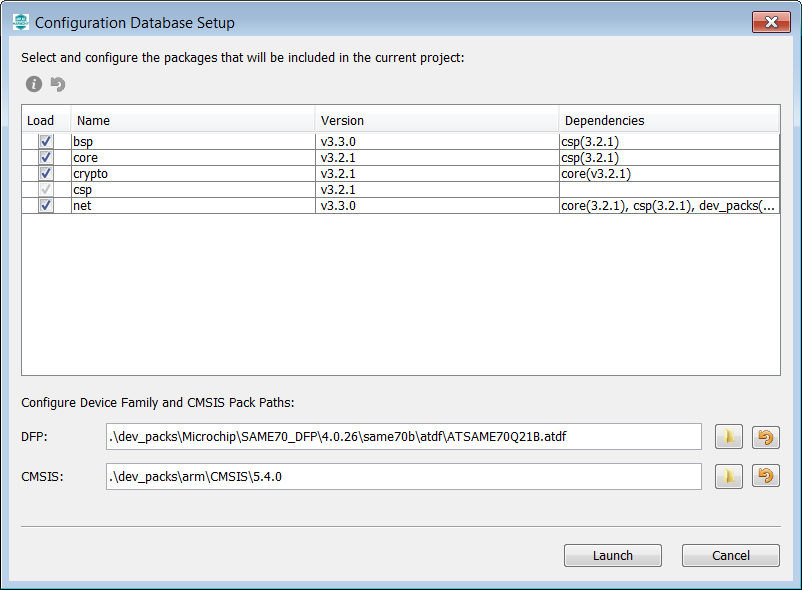 Configuration Database Setup
Select and configure the packages that will be included in the current project:
Load Name Version Dependencies
bsp v3.3.0 csp(3.2.1)
core v3.2.1 csp(3.2.1)
crypto v3.2.1 core(v3.2.1)
csp v3.2.1
net v3.3.0 core(3.2.1), csp(3.2.1), dev_packs(...
Configure Device Family and CMSIS Pack Paths:
DFP: .\dev_packs\Microchip\SAME70_DFP\4.0.26\same70b\atdf\ATSAME70Q21B.atdf
CMSIS: .\dev_packs\arm\CMSIS\5.4.0
Launch Cancel